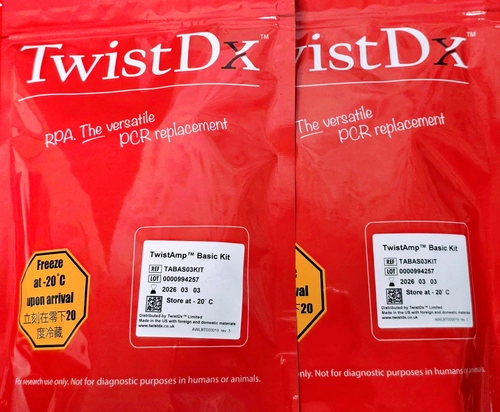 TwistDx™
RPA. The versatile
PCR replacement
TwistAmp™ Basic Kit
REF TABAS03KIT
LOT 0000994257
2026 03 03
Store at - 20˚C
Distributed by TwistDx™ Limited
Made in the US with foreign and domestic materials
www.twistdx.co.uk
Freeze
at -20˚C
upon arrival
立刻在零下20
度冷藏
For research use only. Not for diagnostic purposes in humans or animals.
vistDx™
The versatile
PCR replacement
TwistAmp™ Basic Kit
REF TABAS03KIT
LOT 0000994257
2026 03 03
Store at - 20˚C
Distributed by TwistDx™ Limited
Made in the US with foreign and domestic materials
www.twistdx.co.uk
20
only. Not for diagnostic purposes in humans or animals.